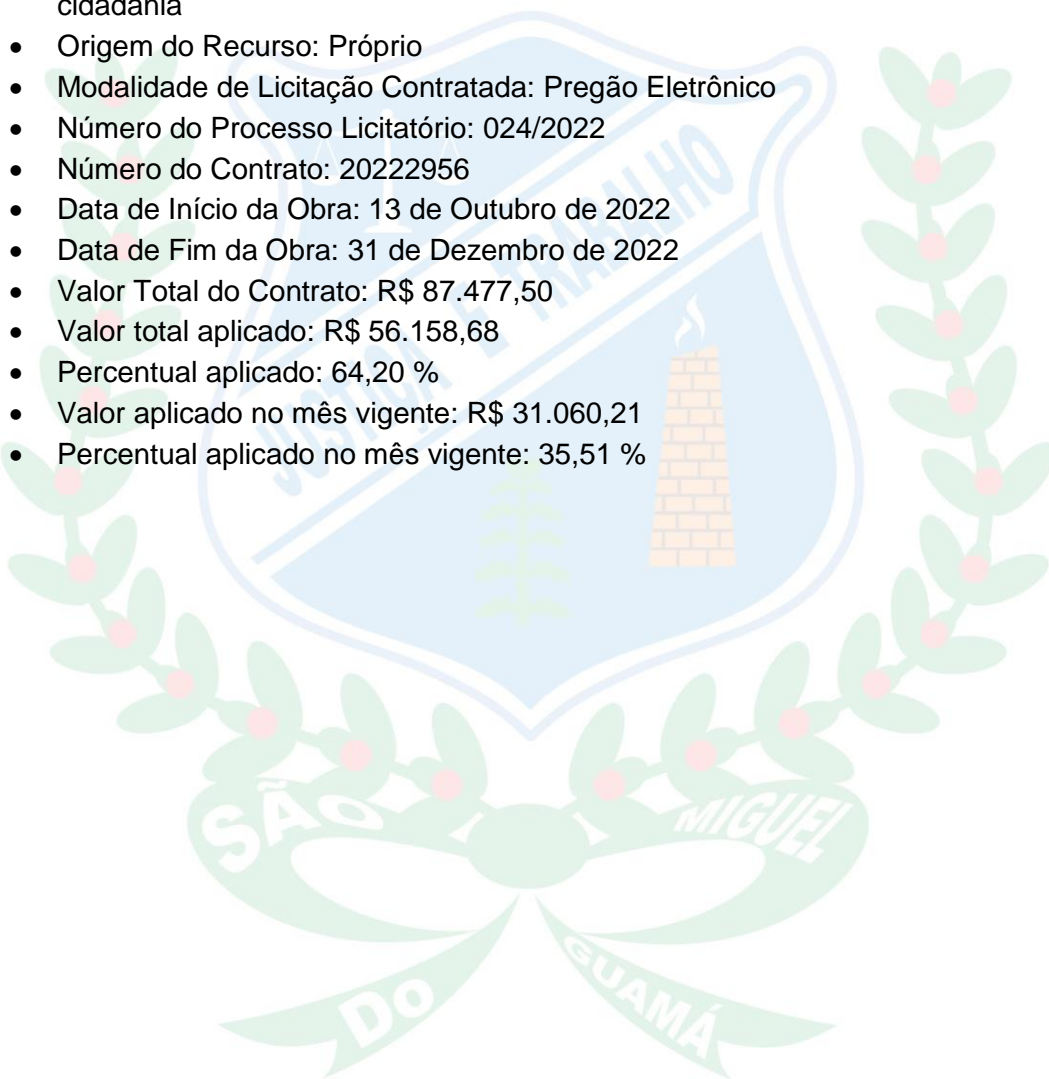 cidadania
• Origem do Recurso: Próprio
• Modalidade de Licitação Contratada: Pregão Eletrônico
• Número do Processo Licitatório: 024/2022
• Número do Contrato: 20222956
• Data de Início da Obra: 13 de Outubro de 2022
• Data de Fim da Obra: 31 de Dezembro de 2022
• Valor Total do Contrato: R$ 87.477,50
• Valor total aplicado: R$ 56.158,68
• Percentual aplicado: 64,20 %
• Valor aplicado no mês vigente: R$ 31.060,21
• Percentual aplicado no mês vigente: 35,51 %
JUSTIÇA E TRABALHO
SÃO MIGUEL
DO GUAMÁ